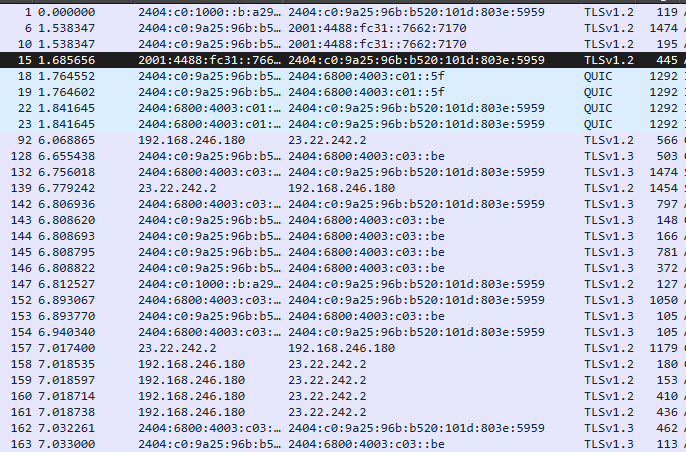 1 0.000000 2404:c0:1000::b:a29… 2404:c0:9a25:96b:b520:101d:803e:5959 TLSv1.2 119
6 1.538347 2404:c0:9a25:96b:b5… 2001:4488:fc31::7662:7170 TLSv1.2 1474
10 1.538347 2404:c0:9a25:96b:b5… 2001:4488:fc31::7662:7170 TLSv1.2 195
15 1.685656 2001:4488:fc31::766… 2404:c0:9a25:96b:b520:101d:803e:5959 TLSv1.2 445
18 1.764552 2404:c0:9a25:96b:b5… 2404:6800:4003:c01::5f QUIC 1292
19 1.764602 2404:c0:9a25:96b:b5… 2404:6800:4003:c01::5f QUIC 1292
22 1.841645 2404:6800:4003:c01:… 2404:c0:9a25:96b:b520:101d:803e:5959 QUIC 1292
23 1.841645 2404:6800:4003:c01:… 2404:c0:9a25:96b:b520:101d:803e:5959 QUIC 1292
92 6.068865 192.168.246.180 23.22.242.2 TLSv1.2 566
128 6.655438 2404:c0:9a25:96b:b5… 2404:6800:4003:c03::be TLSv1.3 503
132 6.756018 2404:6800:4003:c03:… 2404:c0:9a25:96b:b520:101d:803e:5959 TLSv1.3 1474
139 6.779242 23.22.242.2 192.168.246.180 TLSv1.2 1454
142 6.806936 2404:6800:4003:c03:… 2404:c0:9a25:96b:b520:101d:803e:5959 TLSv1.3 797
143 6.808620 2404:c0:9a25:96b:b5… 2404:6800:4003:c03::be TLSv1.3 148
144 6.808693 2404:c0:9a25:96b:b5… 2404:6800:4003:c03::be TLSv1.3 166
145 6.808795 2404:c0:9a25:96b:b5… 2404:6800:4003:c03::be TLSv1.3 781
146 6.808822 2404:c0:9a25:96b:b5… 2404:6800:4003:c03::be TLSv1.3 372
147 6.812527 2404:c0:1000::b:a29… 2404:c0:9a25:96b:b520:101d:803e:5959 TLSv1.2 127
152 6.893067 2404:6800:4003:c03:… 2404:c0:9a25:96b:b520:101d:803e:5959 TLSv1.3 1050
153 6.893770 2404:c0:9a25:96b:b5… 2404:6800:4003:c03::be TLSv1.3 105
154 6.940340 2404:6800:4003:c03:… 2404:c0:9a25:96b:b520:101d:803e:5959 TLSv1.3 105
157 7.017400 23.22.242.2 192.168.246.180 TLSv1.2 1179
158 7.018535 192.168.246.180 23.22.242.2 TLSv1.2 180
159 7.018597 192.168.246.180 23.22.242.2 TLSv1.2 153
160 7.018714 192.168.246.180 23.22.242.2 TLSv1.2 410
161 7.018738 192.168.246.180 23.22.242.2 TLSv1.2 436
162 7.032261 2404:6800:4003:c03:… 2404:c0:9a25:96b:b520:101d:803e:5959 TLSv1.3 462
163 7.033000 2404:c0:9a25:96b:b5… 2404:6800:4003:c03::be TLSv1.3 113